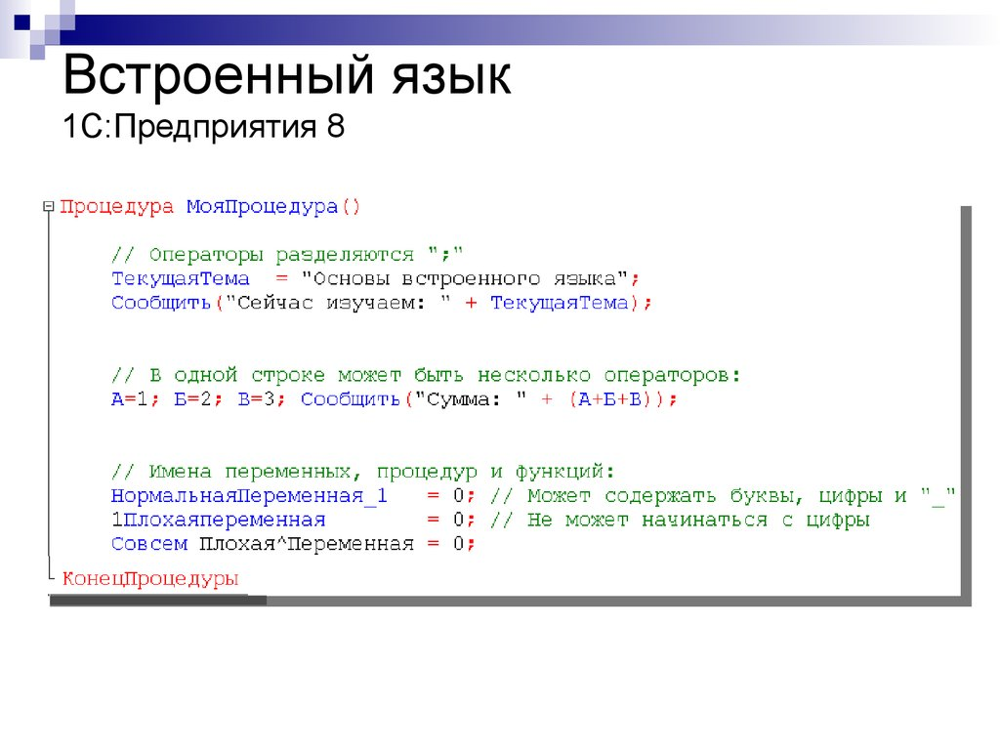 Встроенный язык
1С:Предприятия 8
Процедура МояПроцедура()
// Операторы разделяются ";"
ТекущаяТема = "Основы встроенного языка";
Сообщить("Сейчас изучаем: " + ТекущаяТема);
// В одной строке может быть несколько операторов:
А=1; Б=2; В=3; Сообщить("Сумма: " + (А+Б+В));
// Имена переменных, процедур и функций:
НормальнаяПеременная_1 = 0; // Может содержать буквы, цифры и "_"
1Плохаяпеременная = 0; // Не может начинаться с цифры
Совсем Плохая^Переменная = 0;
КонецПроцедуры